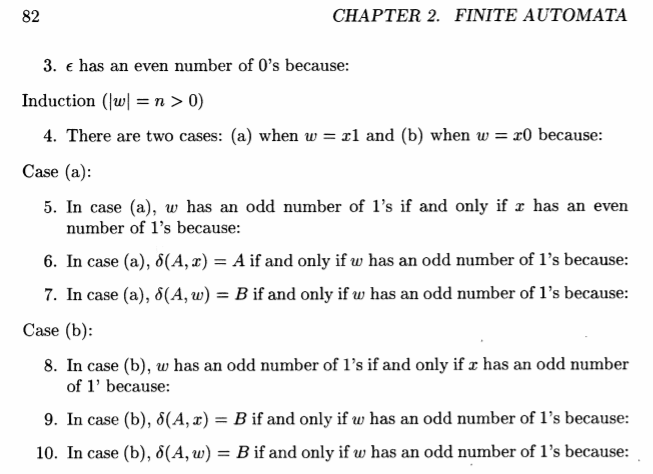 82 CHAPTER 2. FINITE AUTOMATA
3. ϵ has an even number of 0's because:
Induction (|w| = n > 0)
4. There are two cases: (a) when w = x1 and (b) when w = x0 because:
Case (a):
5. In case (a), w has an odd number of 1's if and only if x has an even
number of 1's because:
6. In case (a), δ(A, x) = A if and only if w has an odd number of 1's because:
7. In case (a), δ(A, w) = B if and only if w has an odd number of 1's because:
Case (b):
8. In case (b), w has an odd number of 1's if and only if x has an odd number
of 1' because:
9. In case (b), δ(A, x) = B if and only if w has an odd number of 1's because:
10. In case (b), δ(A, w) = B if and only if w has an odd number of 1's because: